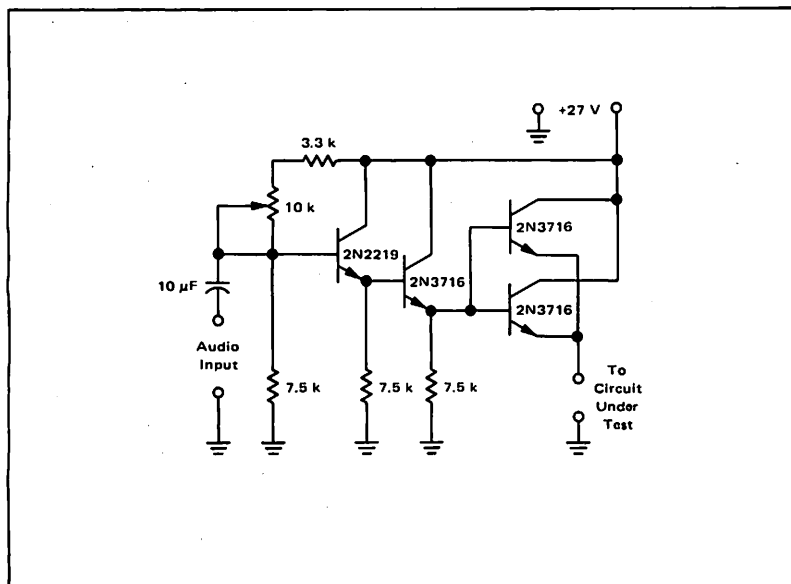 +27 V
3.3 k
10 k
2N2219
2N3716
2N3716
2N3716
10 µF
Audio
Input
7.5 k
7.5 k
7.5 k
To
Circuit
Under
Test